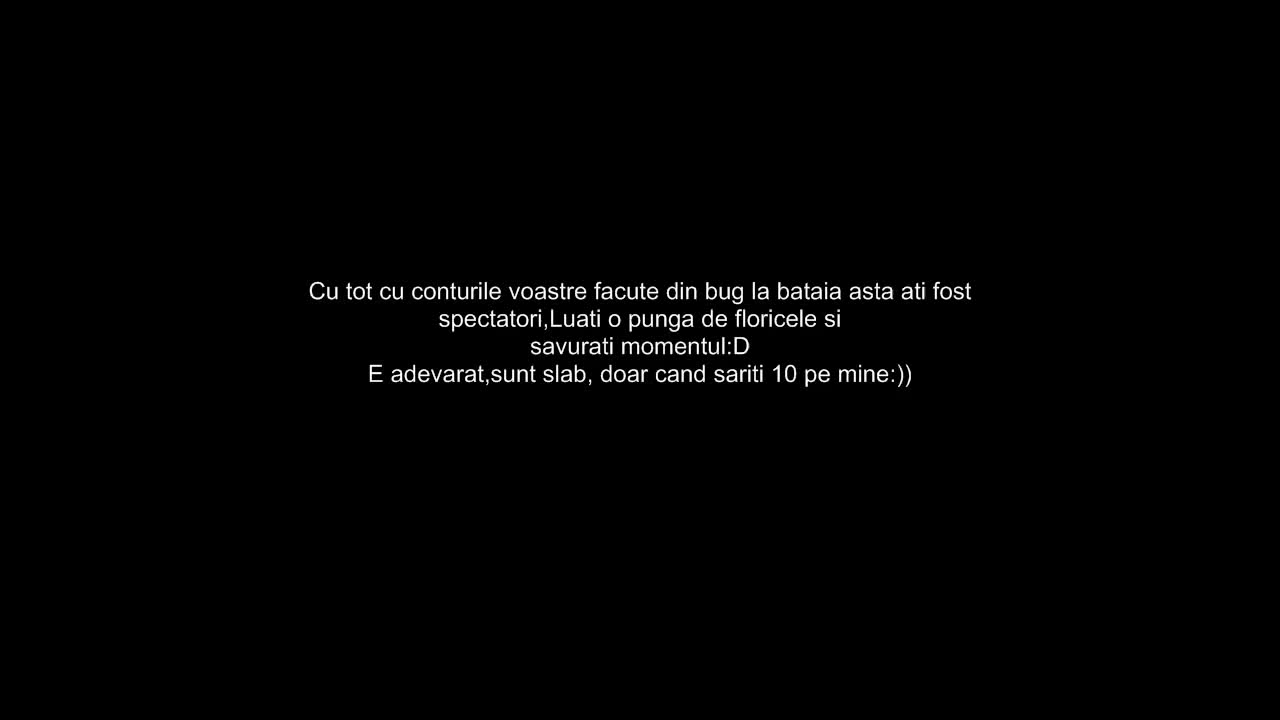 Cu tot cu conturile voastre facute din bug la bataia asta ati fost
spectatori,Luati o punga de floricele si
savurati momentul:D
E adevarat,sunt slab, doar cand sariti 10 pe mine:))